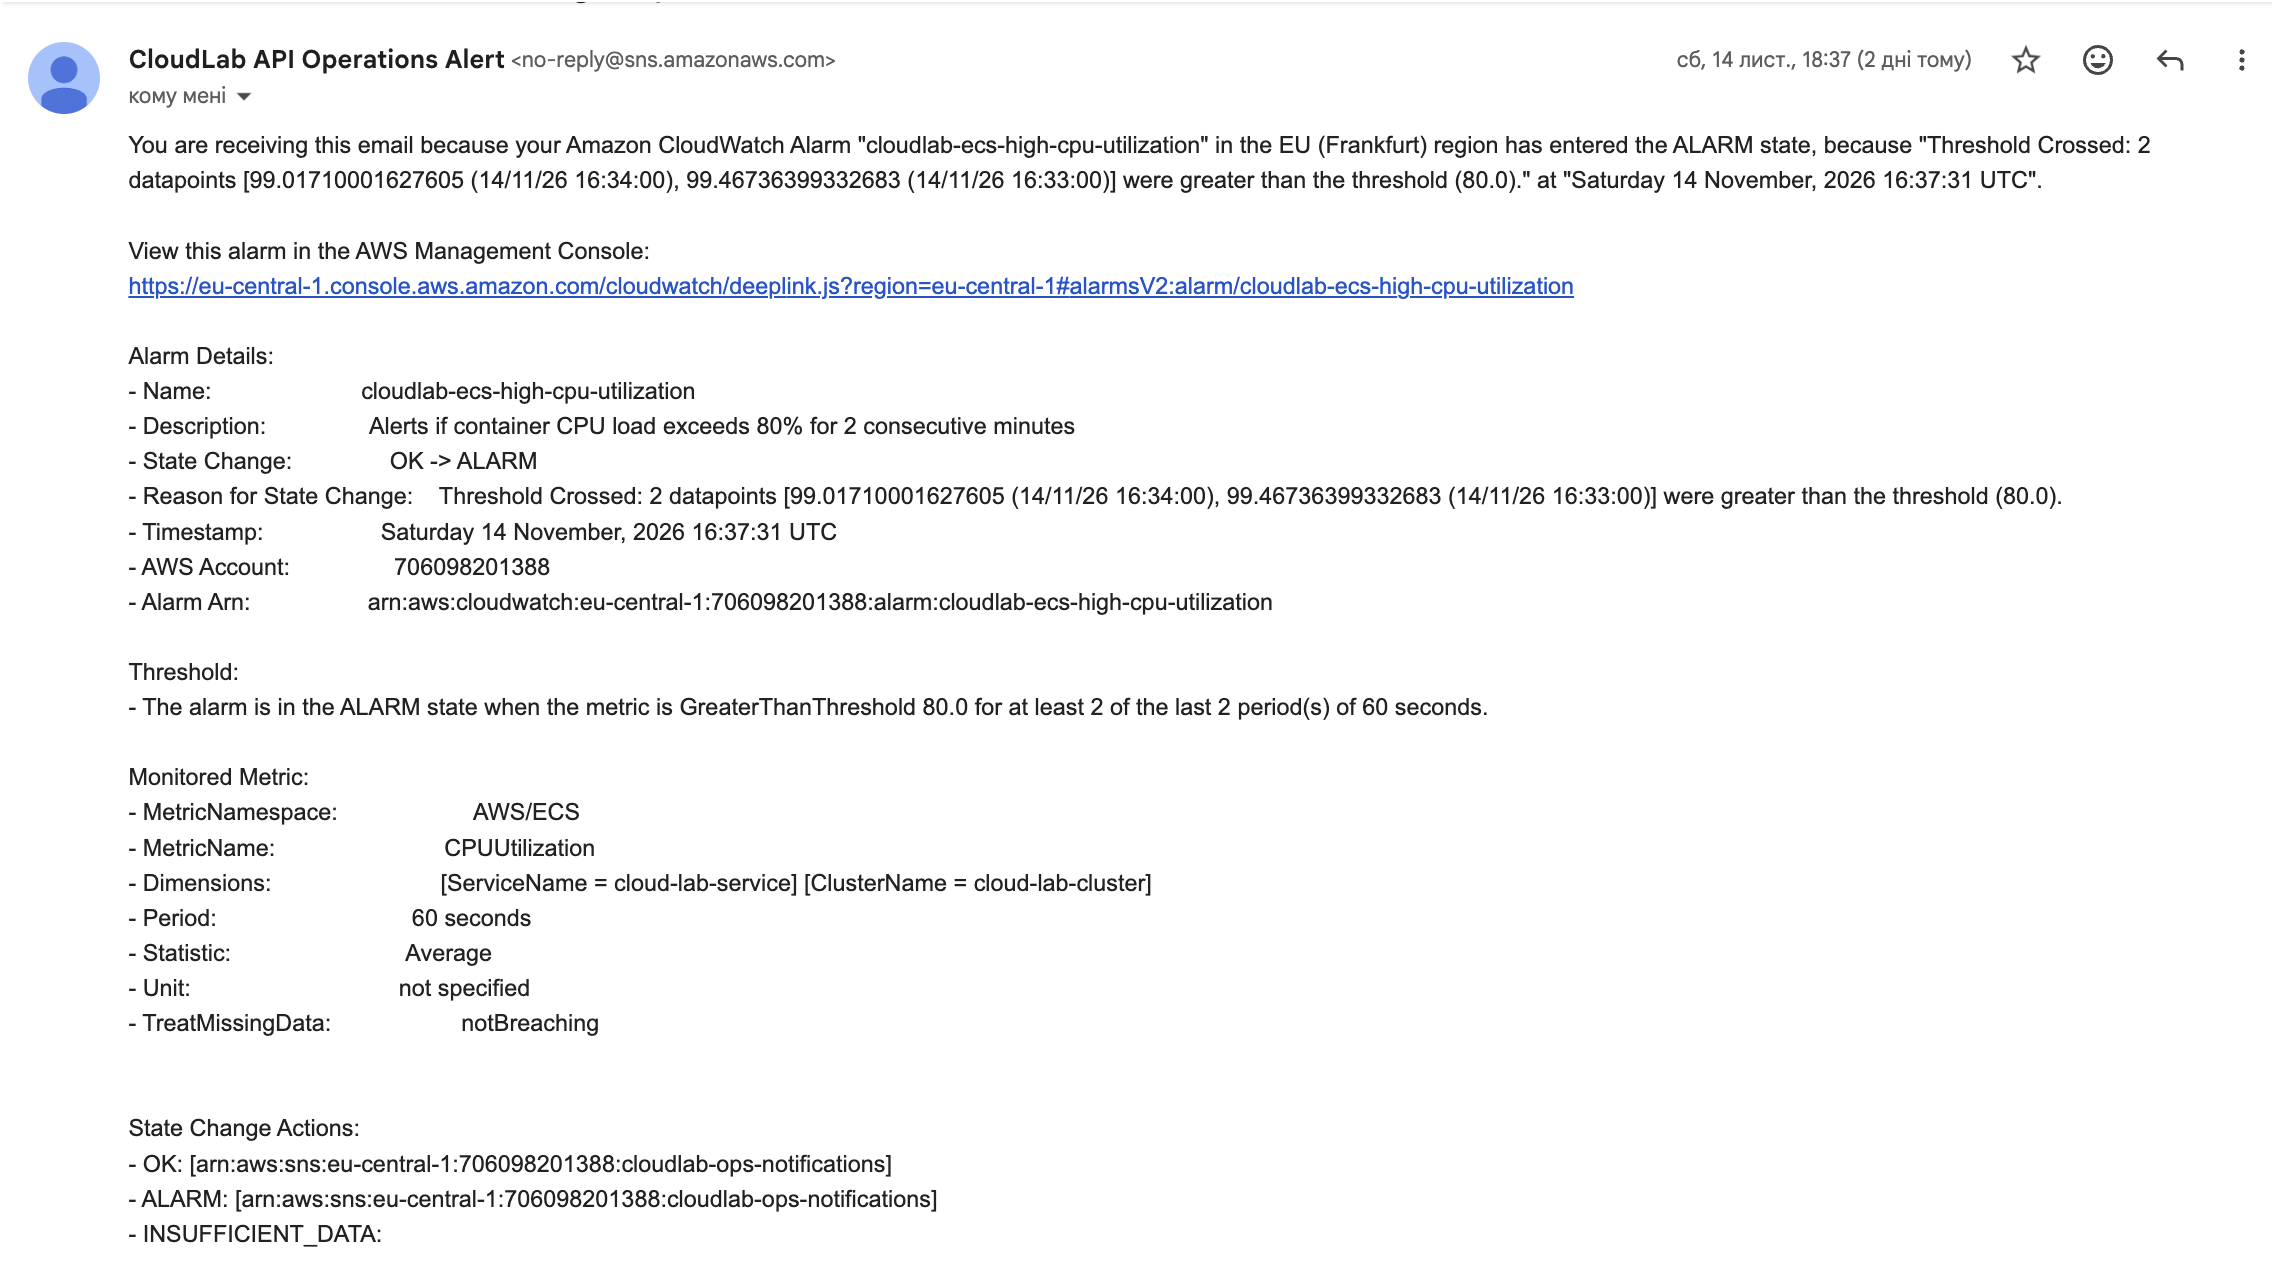 CloudLab API Operations Alert <no-reply@sns.amazonaws.com>
сб, 14 лист., 18:37 (2 дні тому)
кому мені
You are receiving this email because your Amazon CloudWatch Alarm "cloudlab-ecs-high-cpu-utilization" in the EU (Frankfurt) region has entered the ALARM state, because "Threshold Crossed: 2
datapoints [99.01710001627605 (14/11/26 16:34:00), 99.46736399332683 (14/11/26 16:33:00)] were greater than the threshold (80.0)." at "Saturday 14 November, 2026 16:37:31 UTC".
View this alarm in the AWS Management Console:
https://eu-central-1.console.aws.amazon.com/cloudwatch/deeplink.js?region=eu-central-1#alarmsV2:alarm/cloudlab-ecs-high-cpu-utilization
Alarm Details:
- Name: cloudlab-ecs-high-cpu-utilization
- Description: Alerts if container CPU load exceeds 80% for 2 consecutive minutes
- State Change: OK -> ALARM
- Reason for State Change: Threshold Crossed: 2 datapoints [99.01710001627605 (14/11/26 16:34:00), 99.46736399332683 (14/11/26 16:33:00)] were greater than the threshold (80.0).
- Timestamp: Saturday 14 November, 2026 16:37:31 UTC
- AWS Account: 706098201388
- Alarm Arn: arn:aws:cloudwatch:eu-central-1:706098201388:alarm:cloudlab-ecs-high-cpu-utilization
Threshold:
- The alarm is in the ALARM state when the metric is GreaterThanThreshold 80.0 for at least 2 of the last 2 period(s) of 60 seconds.
Monitored Metric:
- MetricNamespace: AWS/ECS
- MetricName: CPUUtilization
- Dimensions: [ServiceName = cloud-lab-service] [ClusterName = cloud-lab-cluster]
- Period: 60 seconds
- Statistic: Average
- Unit: not specified
- TreatMissingData: notBreaching
State Change Actions:
- OK: [arn:aws:sns:eu-central-1:706098201388:cloudlab-ops-notifications]
- ALARM: [arn:aws:sns:eu-central-1:706098201388:cloudlab-ops-notifications]
- INSUFFICIENT_DATA: